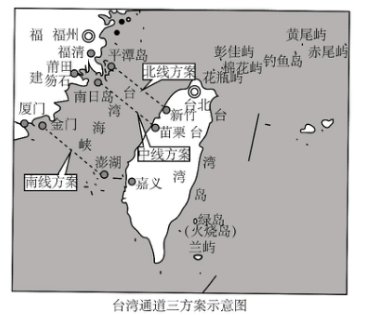 福 福州
福清
平潭岛
莆田
建 笏石
南日岛
北线方案
黄尾屿
赤尾屿
彭佳屿
钓鱼岛
棉花屿
花瓶屿
台北
厦门
金门
台
湾
海
峡
新竹
苗栗
中线方案
澎湖
南线方案
嘉义
台
湾
岛
台
湾
绿岛
(火烧岛)
兰屿
台湾通道三方案示意图